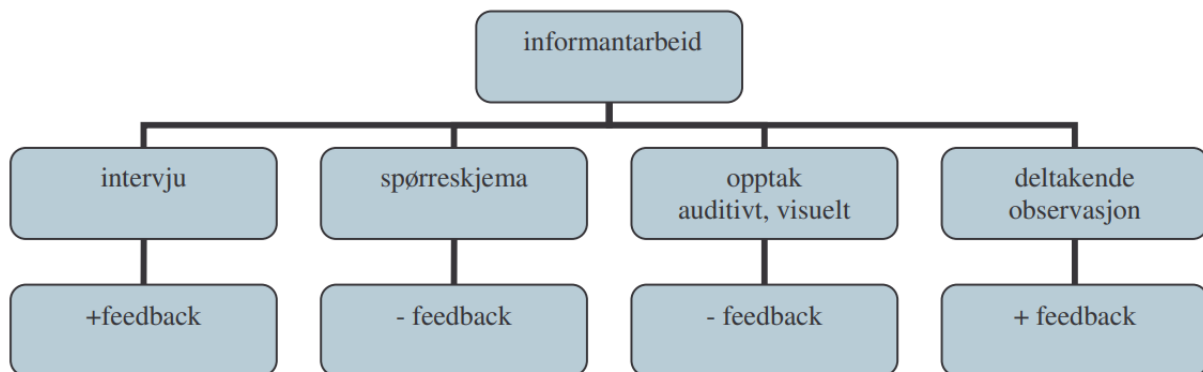 informantarbeid
intervju
spørreskjema
opptak
auditivt, visuelt
deltakende
observasjon
+feedback
- feedback
- feedback
+ feedback